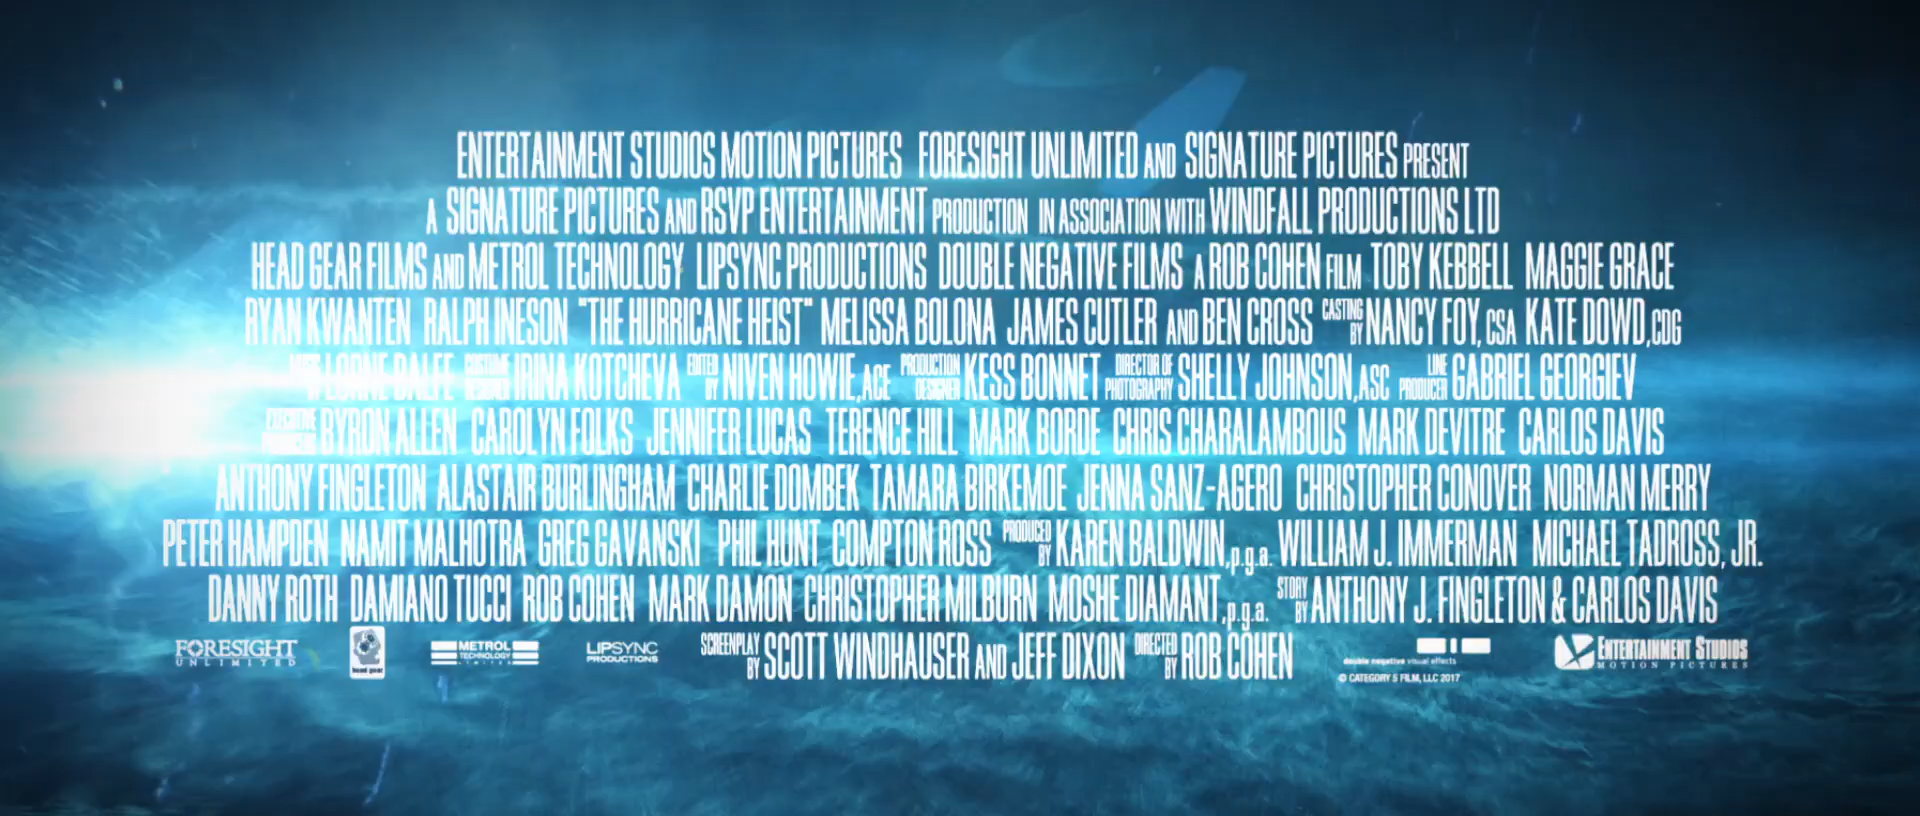 ENTERTAINMENT STUDIOS MOTION PICTURES FORESIGHT UNLIMITED AND SIGNATURE PICTURES PRESENT
A SIGNATURE PICTURES AND RSVP ENTERTAINMENT PRODUCTION IN ASSOCIATION WITH WINDFALL PRODUCTIONS LTD
HEAD GEAR FILMS AND METROL TECHNOLOGY LIPSYNC PRODUCTIONS DOUBLE NEGATIVE FILMS A ROB COHEN FILM TOBY KEBBELL MAGGIE GRACE
RYAN KWANTEN RALPH INESON "THE HURRICANE HEIST" MELISSA BOLONA JAMES CUTLER AND BEN CROSS CASTING BY NANCY FOY, CSA KATE DOWD, CDG
LORNE BALFE COSTUME DESIGNER IRINA KOTCHEVA EDITED BY NIVEN HOWIE, ACE PRODUCTION DESIGNER KESS BONNET DIRECTOR OF PHOTOGRAPHY SHELLY JOHNSON, ASC LINE PRODUCER GABRIEL GEORGIEV
EXECUTIVE PRODUCERS BYRON ALLEN CAROLYN FOLKS JENNIFER LUCAS TERENCE HILL MARK BORDE CHRIS CHARALAMBOUS MARK DEVITRE CARLOS DAVIS
ANTHONY FINGLETON ALASTAIR BURLINGHAM CHARLIE DOMBEK TAMARA BIRKEMOE JENNA SANZ-AGERO CHRISTOPHER CONOVER NORMAN MERRY
PETER HAMPDEN NAMIT MALHOTRA GREG GAVANSKI PHIL HUNT COMPTON ROSS PRODUCED BY KAREN BALDWIN, p.g.a. WILLIAM J. IMMERMAN MICHAEL TADROSS, JR.
DANNY ROTH DAMIANO TUCCI ROB COHEN MARK DAMON CHRISTOPHER MILBURN MOSHE DIAMANT, p.g.a. STORY BY ANTHONY J. FINGLETON & CARLOS DAVIS
SCREENPLAY BY SCOTT WINDHAUSER AND JEFF DIXON DIRECTED BY ROB COHEN
FORESIGHT UNLIMITED
head gear
METROL TECHNOLOGY LIMITED
LIPSYNC PRODUCTIONS
double negative visual effects
© CATEGORY 5 FILM, LLC 2017
ENTERTAINMENT STUDIOS MOTION PICTURES